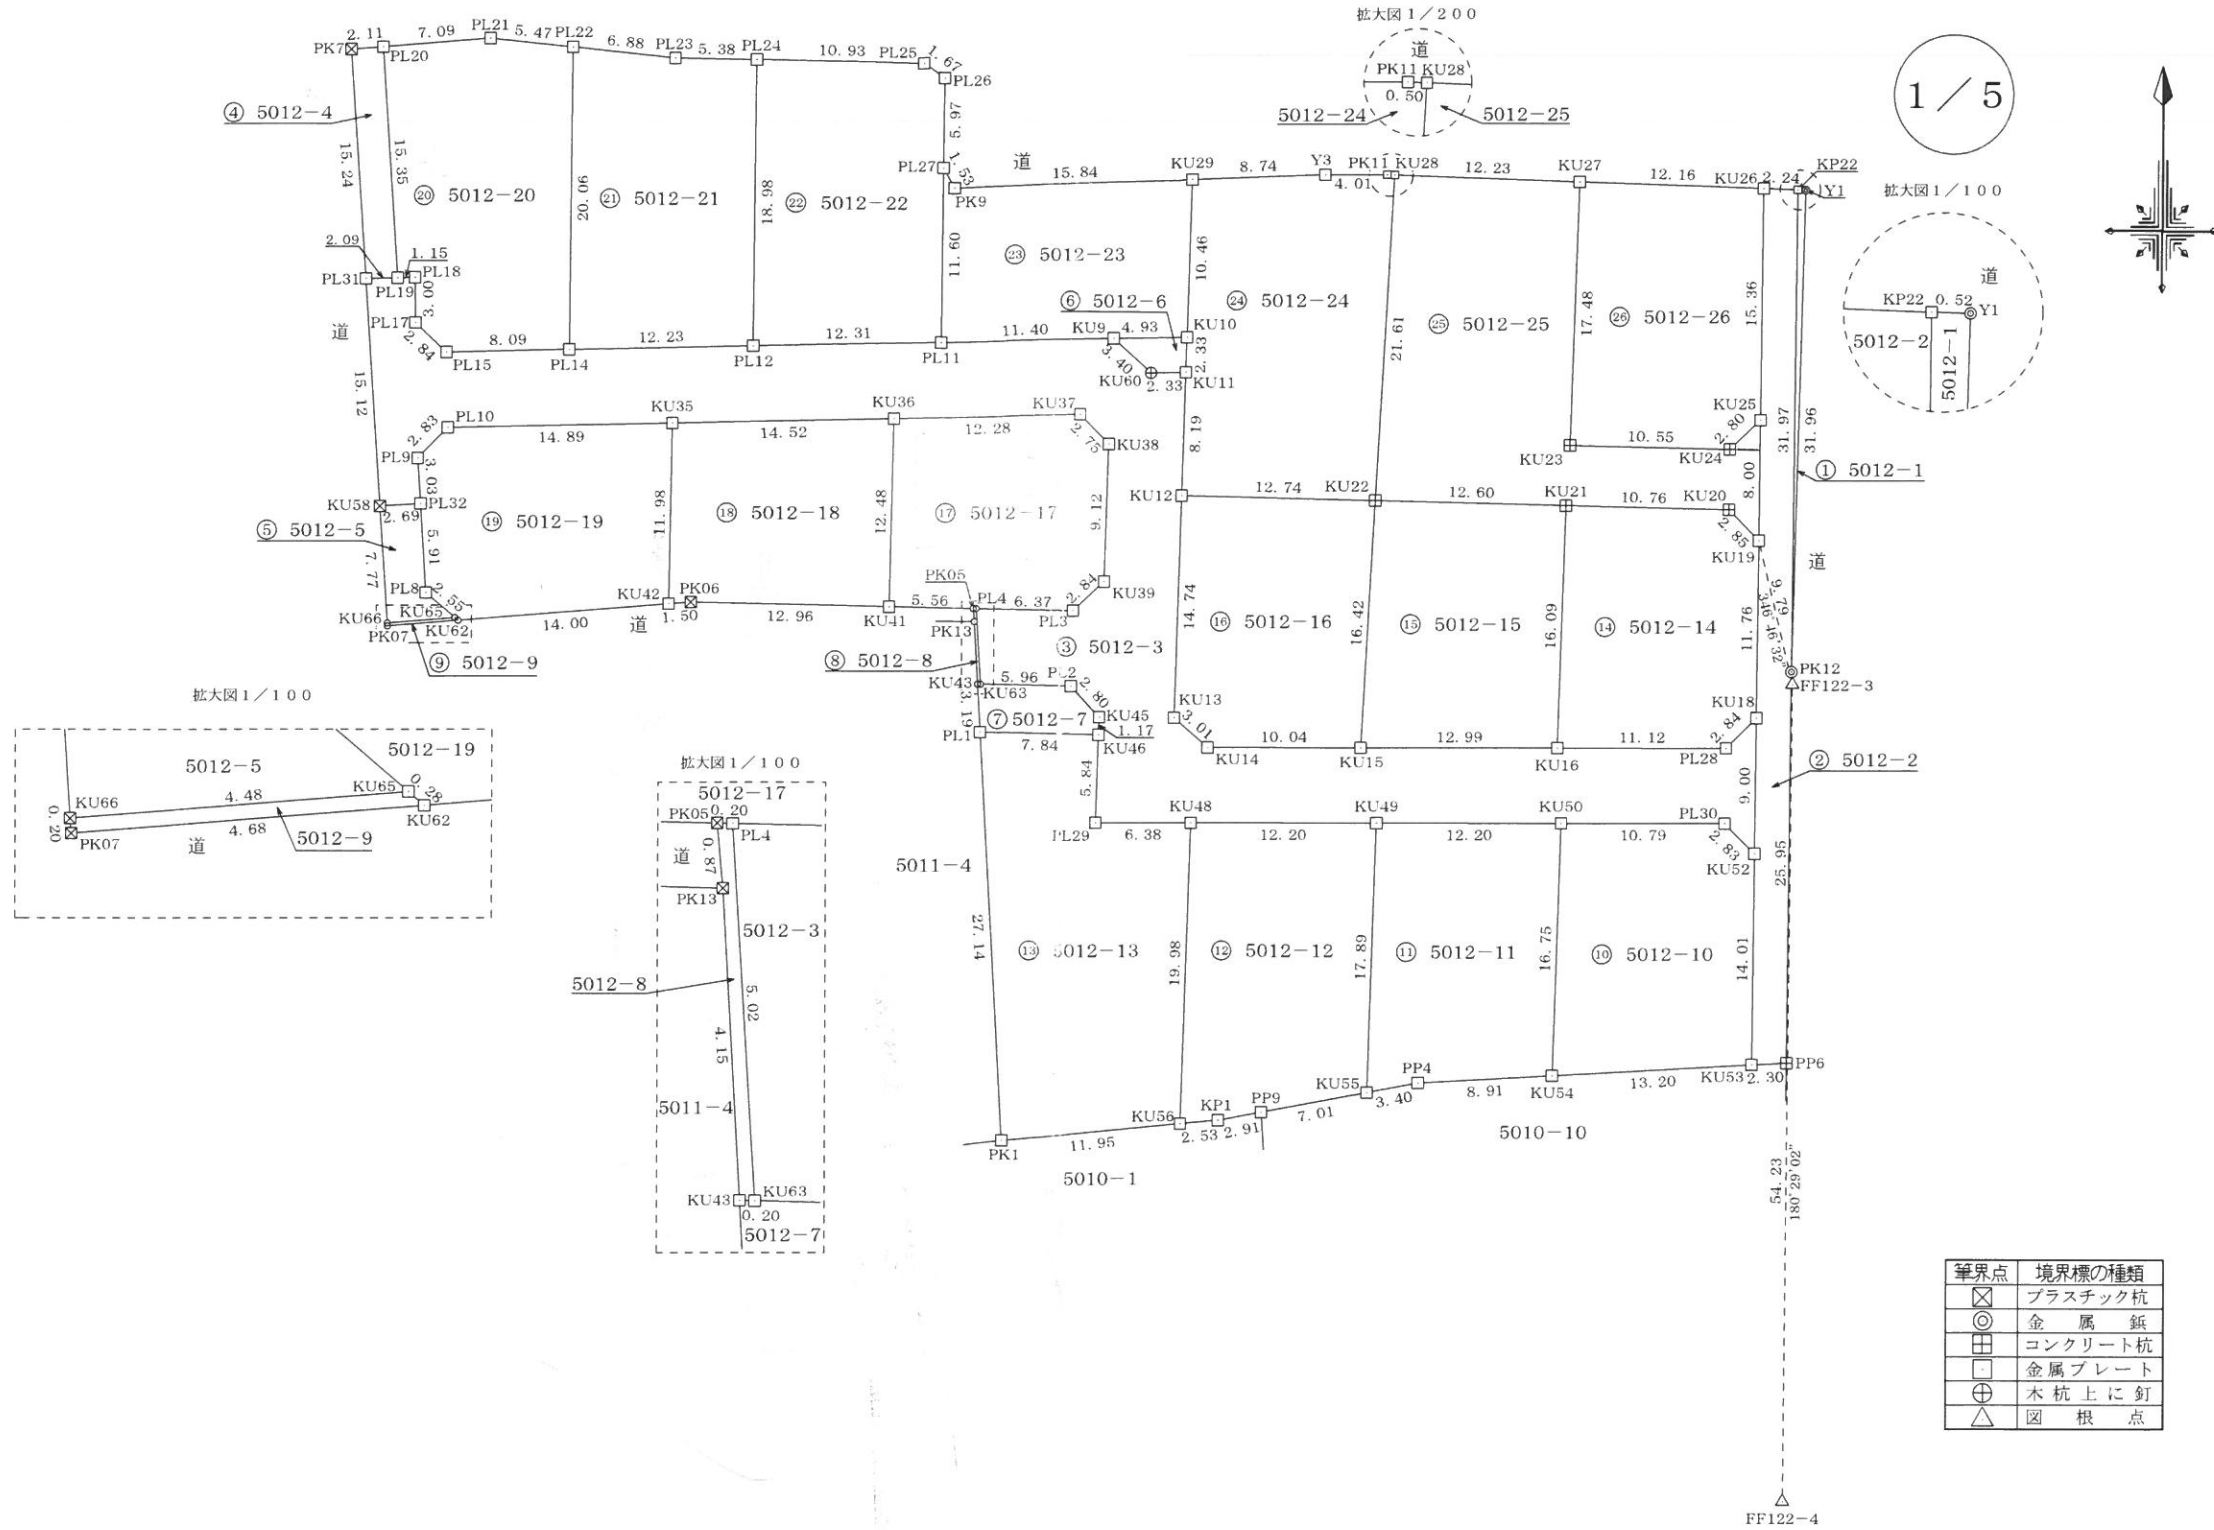 拡大図1/200
道
PK11 KU28
0.50
5012-24
5012-25
1/5
PK7
2.11
PL20
7.09
PL21
5.47
PL22
6.88
PL23
5.38
PL24
10.93
PL25
1.67
PL26
④ 5012-4
15.24
15.35
⑳ 5012-20
20.06
㉑ 5012-21
18.98
㉒ 5012-22
5.97
PL27
1.53
PK9
道
15.84
KU29
8.74
Y3
4.01
PK11
KU28
12.23
KU27
12.16
KU26
2.24
KP22
Y1
拡大図1/100
道
KP22 0.52
Y1
5012-2
5012-1
2.09
1.15
PL31
PL19
PL18
3.00
道
PL17
2.84
PL15
8.09
PL14
12.23
PL12
12.31
PL11
11.60
㉓ 5012-23
⑥ 5012-6
11.40
KU9
4.93
KU10
10.46
㉔ 5012-24
3.40
KU60
2.33
2.33
KU11
21.61
㉕ 5012-25
17.48
㉖ 5012-26
15.36
KU25
2.80
31.97
31.96
15.12
2.83
PL10
14.89
KU35
14.52
KU36
12.28
KU37
2.75
KU38
8.19
KU23
10.55
KU24
8.00
① 5012-1
PL9
3.03
KU58
2.69
PL32
⑤ 5012-5
⑲ 5012-19
11.98
⑱ 5012-18
12.48
⑰ 5012-17
9.12
KU12
12.74
KU22
12.60
KU21
10.76
KU20
2.85
KU19
道
7.77
5.91
PL8
2.55
KU66
KU65
PK07
KU62
14.00
道
KU42
PK06
1.50
12.96
KU41
5.56
PK05
PL4
6.37
PL3
2.84
KU39
PK13
⑨ 5012-9
⑧ 5012-8
③ 5012-3
14.74
⑯ 5012-16
16.42
⑮ 5012-15
16.09
⑭ 5012-14
11.76
9.79
346°46′32″
PK12
FF122-3
KU43
KU63
5.96
PL2
2.80
3.19
⑦ 5012-7
KU45
1.17
PL1
7.84
KU46
KU13
3.01
KU14
10.04
KU15
12.99
KU16
11.12
PL28
2.84
KU18
② 5012-2
拡大図1/100
5012-19
5012-5
KU65
0.28
KU66
4.48
KU62
0.20
4.68
PK07
道
5012-9
拡大図1/100
5012-17
PK05
0.20
PL4
道
0.87
PK13
5012-3
5012-8
5.02
4.15
5011-4
KU43
KU63
0.20
5012-7
5.84
PL29
6.38
KU48
12.20
KU49
12.20
KU50
10.79
PL30
2.83
KU52
9.00
25.95
5011-4
27.14
⑬ 5012-13
19.98
⑫ 5012-12
17.89
⑪ 5012-11
16.75
⑩ 5012-10
14.01
PK1
11.95
KU56
2.53
KP1
2.91
PP9
7.01
KU55
3.40
PP4
8.91
KU54
13.20
KU53
2.30
PP6
5010-1
5010-10
54.23
180°29′02″
FF122-4
筆界点 境界標の種類
プラスチック杭
金属鋲
コンクリート杭
金属プレート
木杭上に釘
図根点